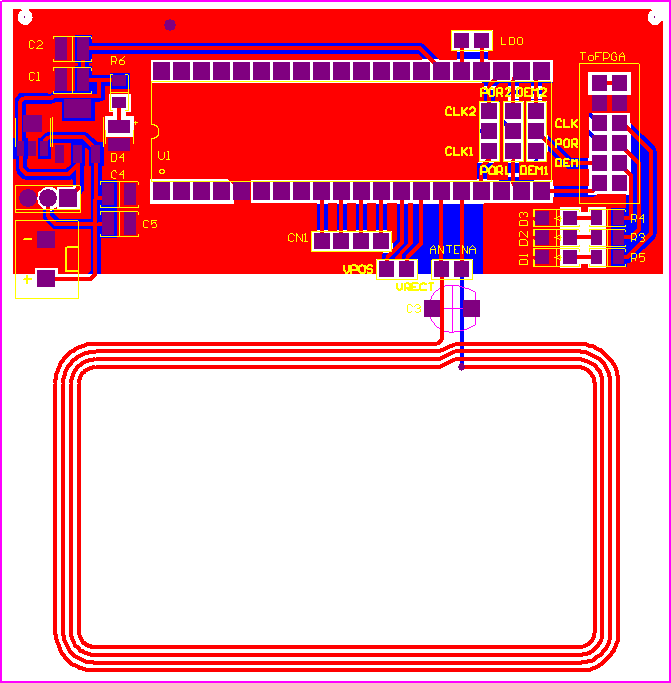 C2
LDO
ToFPGA
C1
R6
POR2
DEM2
CLK2
CLK
POR
CLK1
D4
U1
DEM
POR1
DEM1
C4
C5
D3
R4
D2
R3
D1
R5
CN1
ANTENA
-
+
VPOS
VRECT
C3